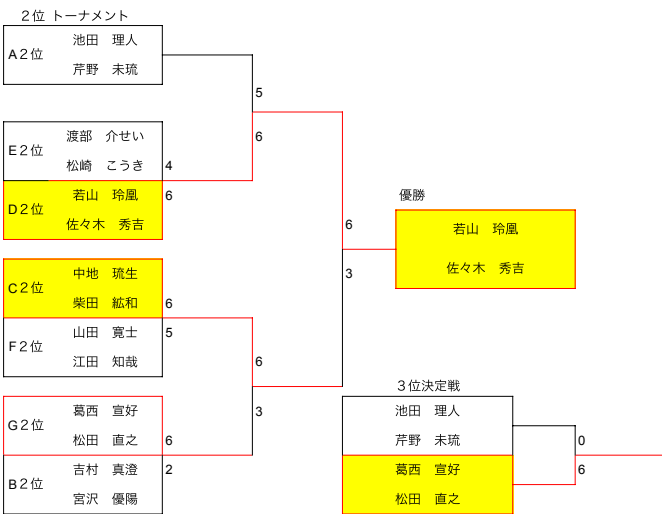 ２位 トーナメント
池田　理人
A２位
芹野　未琉
5
6
渡部　介せい
E２位
松崎　こうき
4
若山　玲凰
6
D２位
佐々木　秀吉
優勝
若山　玲凰
佐々木　秀吉
6
3
中地　琉生
C２位
柴田　紘和
6
山田　寛士
5
F２位
江田　知哉
6
3
葛西　宣好
G２位
松田　直之
6
吉村　真澄
2
B２位
宮沢　優陽
３位決定戦
池田　理人
芹野　未琉
0
葛西　宣好
6
松田　直之